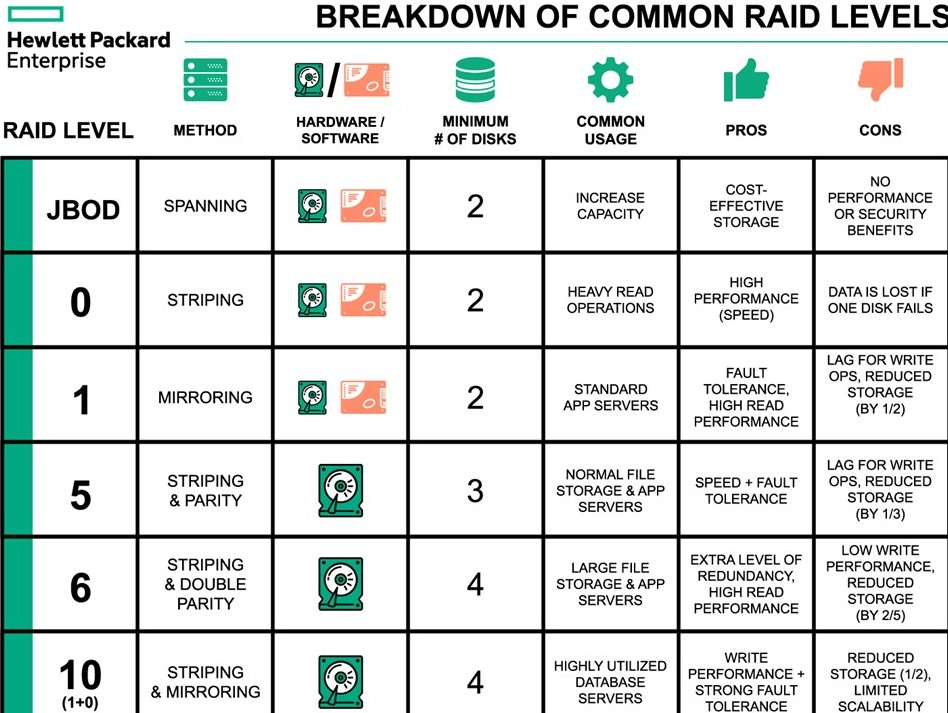 BREAKDOWN OF COMMON RAID LEVELS
Hewlett Packard
Enterprise
RAID LEVEL
METHOD
HARDWARE /
SOFTWARE
MINIMUM
# OF DISKS
COMMON
USAGE
PROS
CONS
JBOD
SPANNING
2
INCREASE
CAPACITY
COST-
EFFECTIVE
STORAGE
NO
PERFORMANCE
OR SECURITY
BENEFITS
0
STRIPING
2
HEAVY READ
OPERATIONS
HIGH
PERFORMANCE
(SPEED)
DATA IS LOST IF
ONE DISK FAILS
1
MIRRORING
2
STANDARD
APP SERVERS
FAULT
TOLERANCE,
HIGH READ
PERFORMANCE
LAG FOR WRITE
OPS, REDUCED
STORAGE
(BY 1/2)
5
STRIPING
& PARITY
3
NORMAL FILE
STORAGE & APP
SERVERS
SPEED + FAULT
TOLERANCE
LAG FOR WRITE
OPS, REDUCED
STORAGE
(BY 1/3)
6
STRIPING
& DOUBLE
PARITY
4
LARGE FILE
STORAGE & APP
SERVERS
EXTRA LEVEL OF
REDUNDANCY,
HIGH READ
PERFORMANCE
LOW WRITE
PERFORMANCE,
REDUCED
STORAGE
(BY 2/5)
10
(1+0)
STRIPING
& MIRRORING
4
HIGHLY UTILIZED
DATABASE
SERVERS
WRITE
PERFORMANCE +
STRONG FAULT
TOLERANCE
REDUCED
STORAGE (1/2),
LIMITED
SCALABILITY